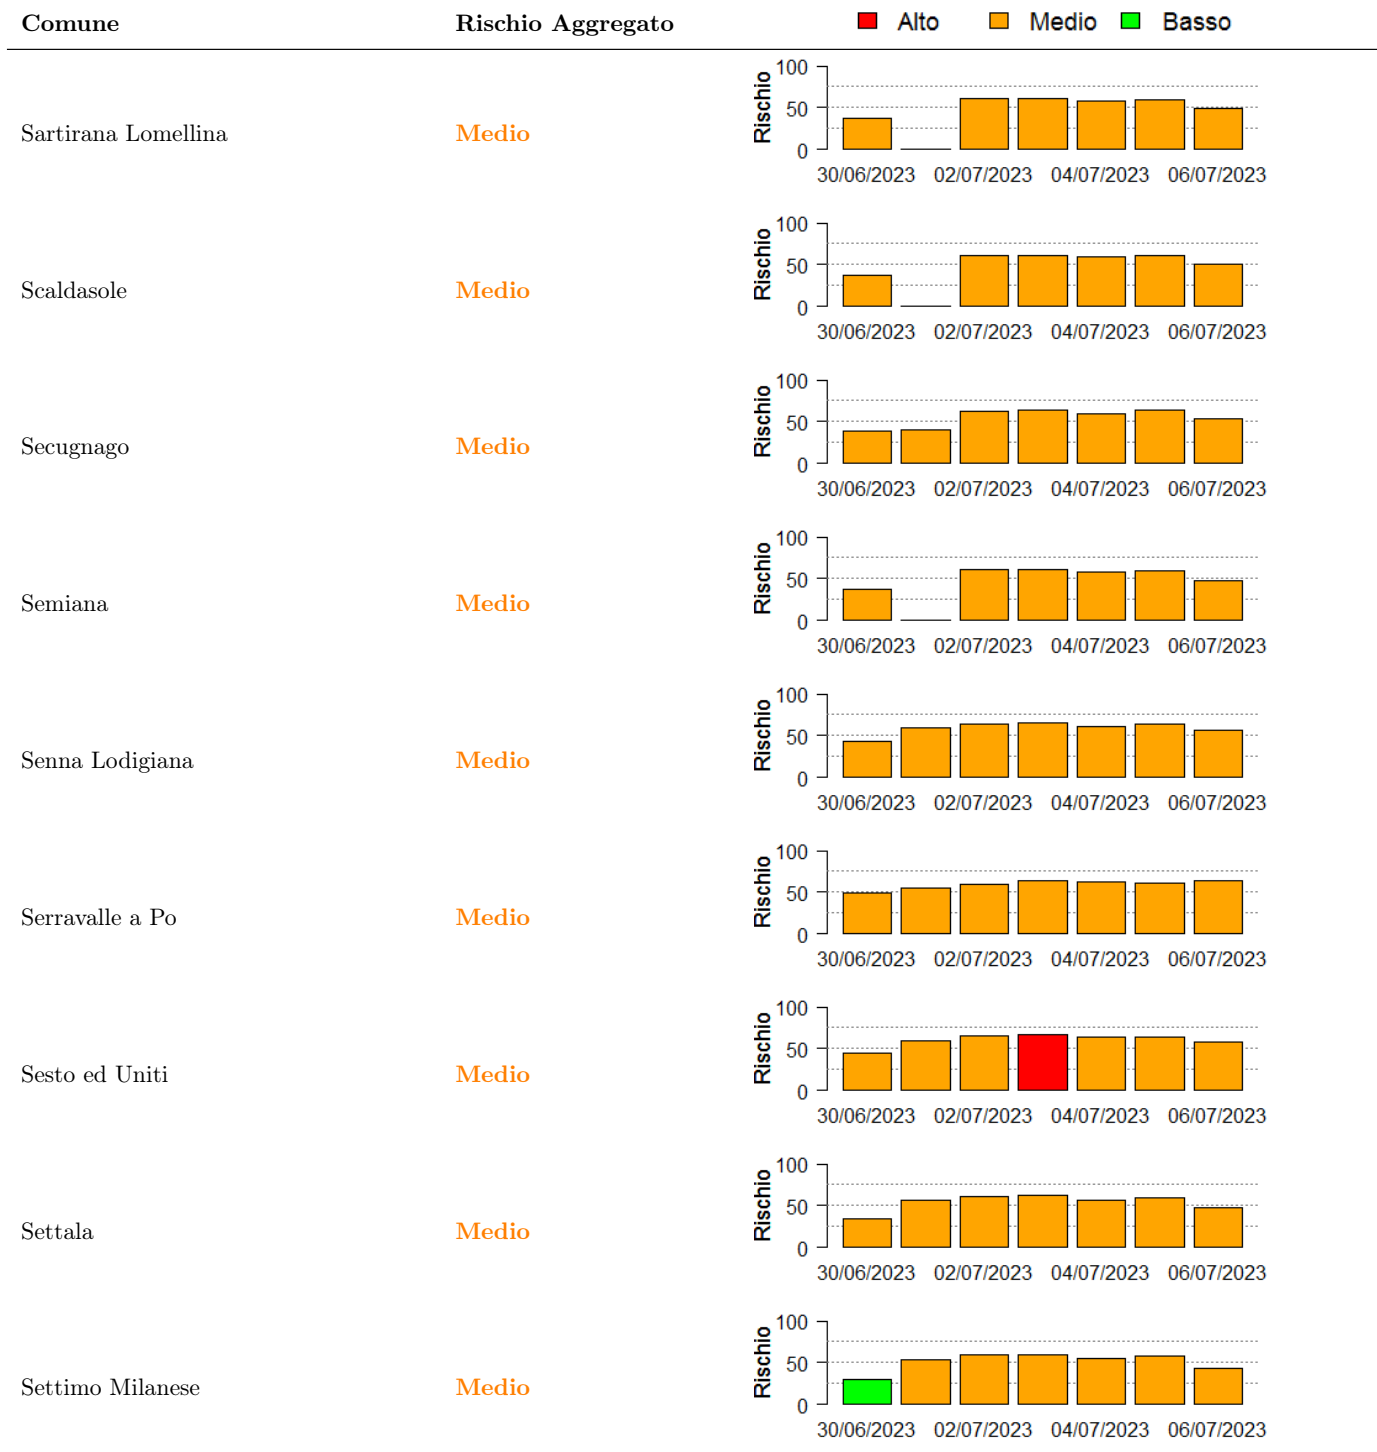 Comune Rischio Aggregato Alto Medio Basso
Sartirana Lomellina Medio Rischio 100 50 0
30/06/2023 02/07/2023 04/07/2023 06/07/2023
Scaldasole Medio Rischio 100 50 0
30/06/2023 02/07/2023 04/07/2023 06/07/2023
Secugnago Medio Rischio 100 50 0
30/06/2023 02/07/2023 04/07/2023 06/07/2023
Semiana Medio Rischio 100 50 0
30/06/2023 02/07/2023 04/07/2023 06/07/2023
Senna Lodigiana Medio Rischio 100 50 0
30/06/2023 02/07/2023 04/07/2023 06/07/2023
Serravalle a Po Medio Rischio 100 50 0
30/06/2023 02/07/2023 04/07/2023 06/07/2023
Sesto ed Uniti Medio Rischio 100 50 0
30/06/2023 02/07/2023 04/07/2023 06/07/2023
Settala Medio Rischio 100 50 0
30/06/2023 02/07/2023 04/07/2023 06/07/2023
Settimo Milanese Medio Rischio 100 50 0
30/06/2023 02/07/2023 04/07/2023 06/07/2023